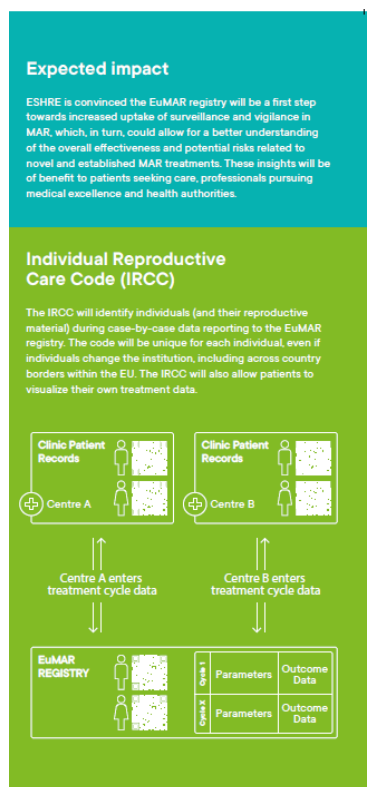 Expected impact
ESHRE is convinced the EuMAR registry will be a first step
towards increased uptake of surveillance and vigilance in
MAR, which, in turn, could allow for a better understanding
of the overall effectiveness and potential risks related to
novel and established MAR treatments. These insights will be
of benefit to patients seeking care, professionals pursuing
medical excellence and health authorities.
Individual Reproductive
Care Code (IRCC)
The IRCC will identify individuals (and their reproductive
material) during case-by-case data reporting to the EuMAR
registry. The code will be unique for each individual, even if
individuals change the institution, including across country
borders within the EU. The IRCC will also allow patients to
visualize their own treatment data.
Clinic Patient
Records
Centre A
Clinic Patient
Records
Centre B
Centre A enters
treatment cycle data
Centre B enters
treatment cycle data
EuMAR
REGISTRY
Cycle 1
Parameters
Outcome
Data
Cycle X
Parameters
Outcome
Data